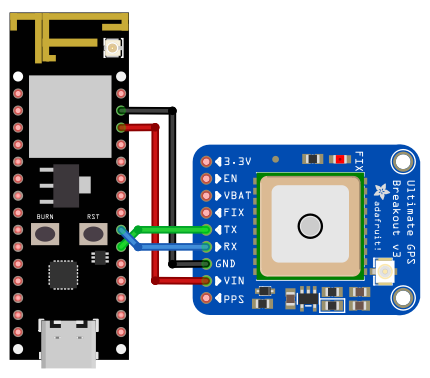 BURN
RST
3.3V
EN
VBAT
FIX
TX
RX
GND
VIN
PPS
FIX
adafruit!
Ultimate GPS
Breakout v3